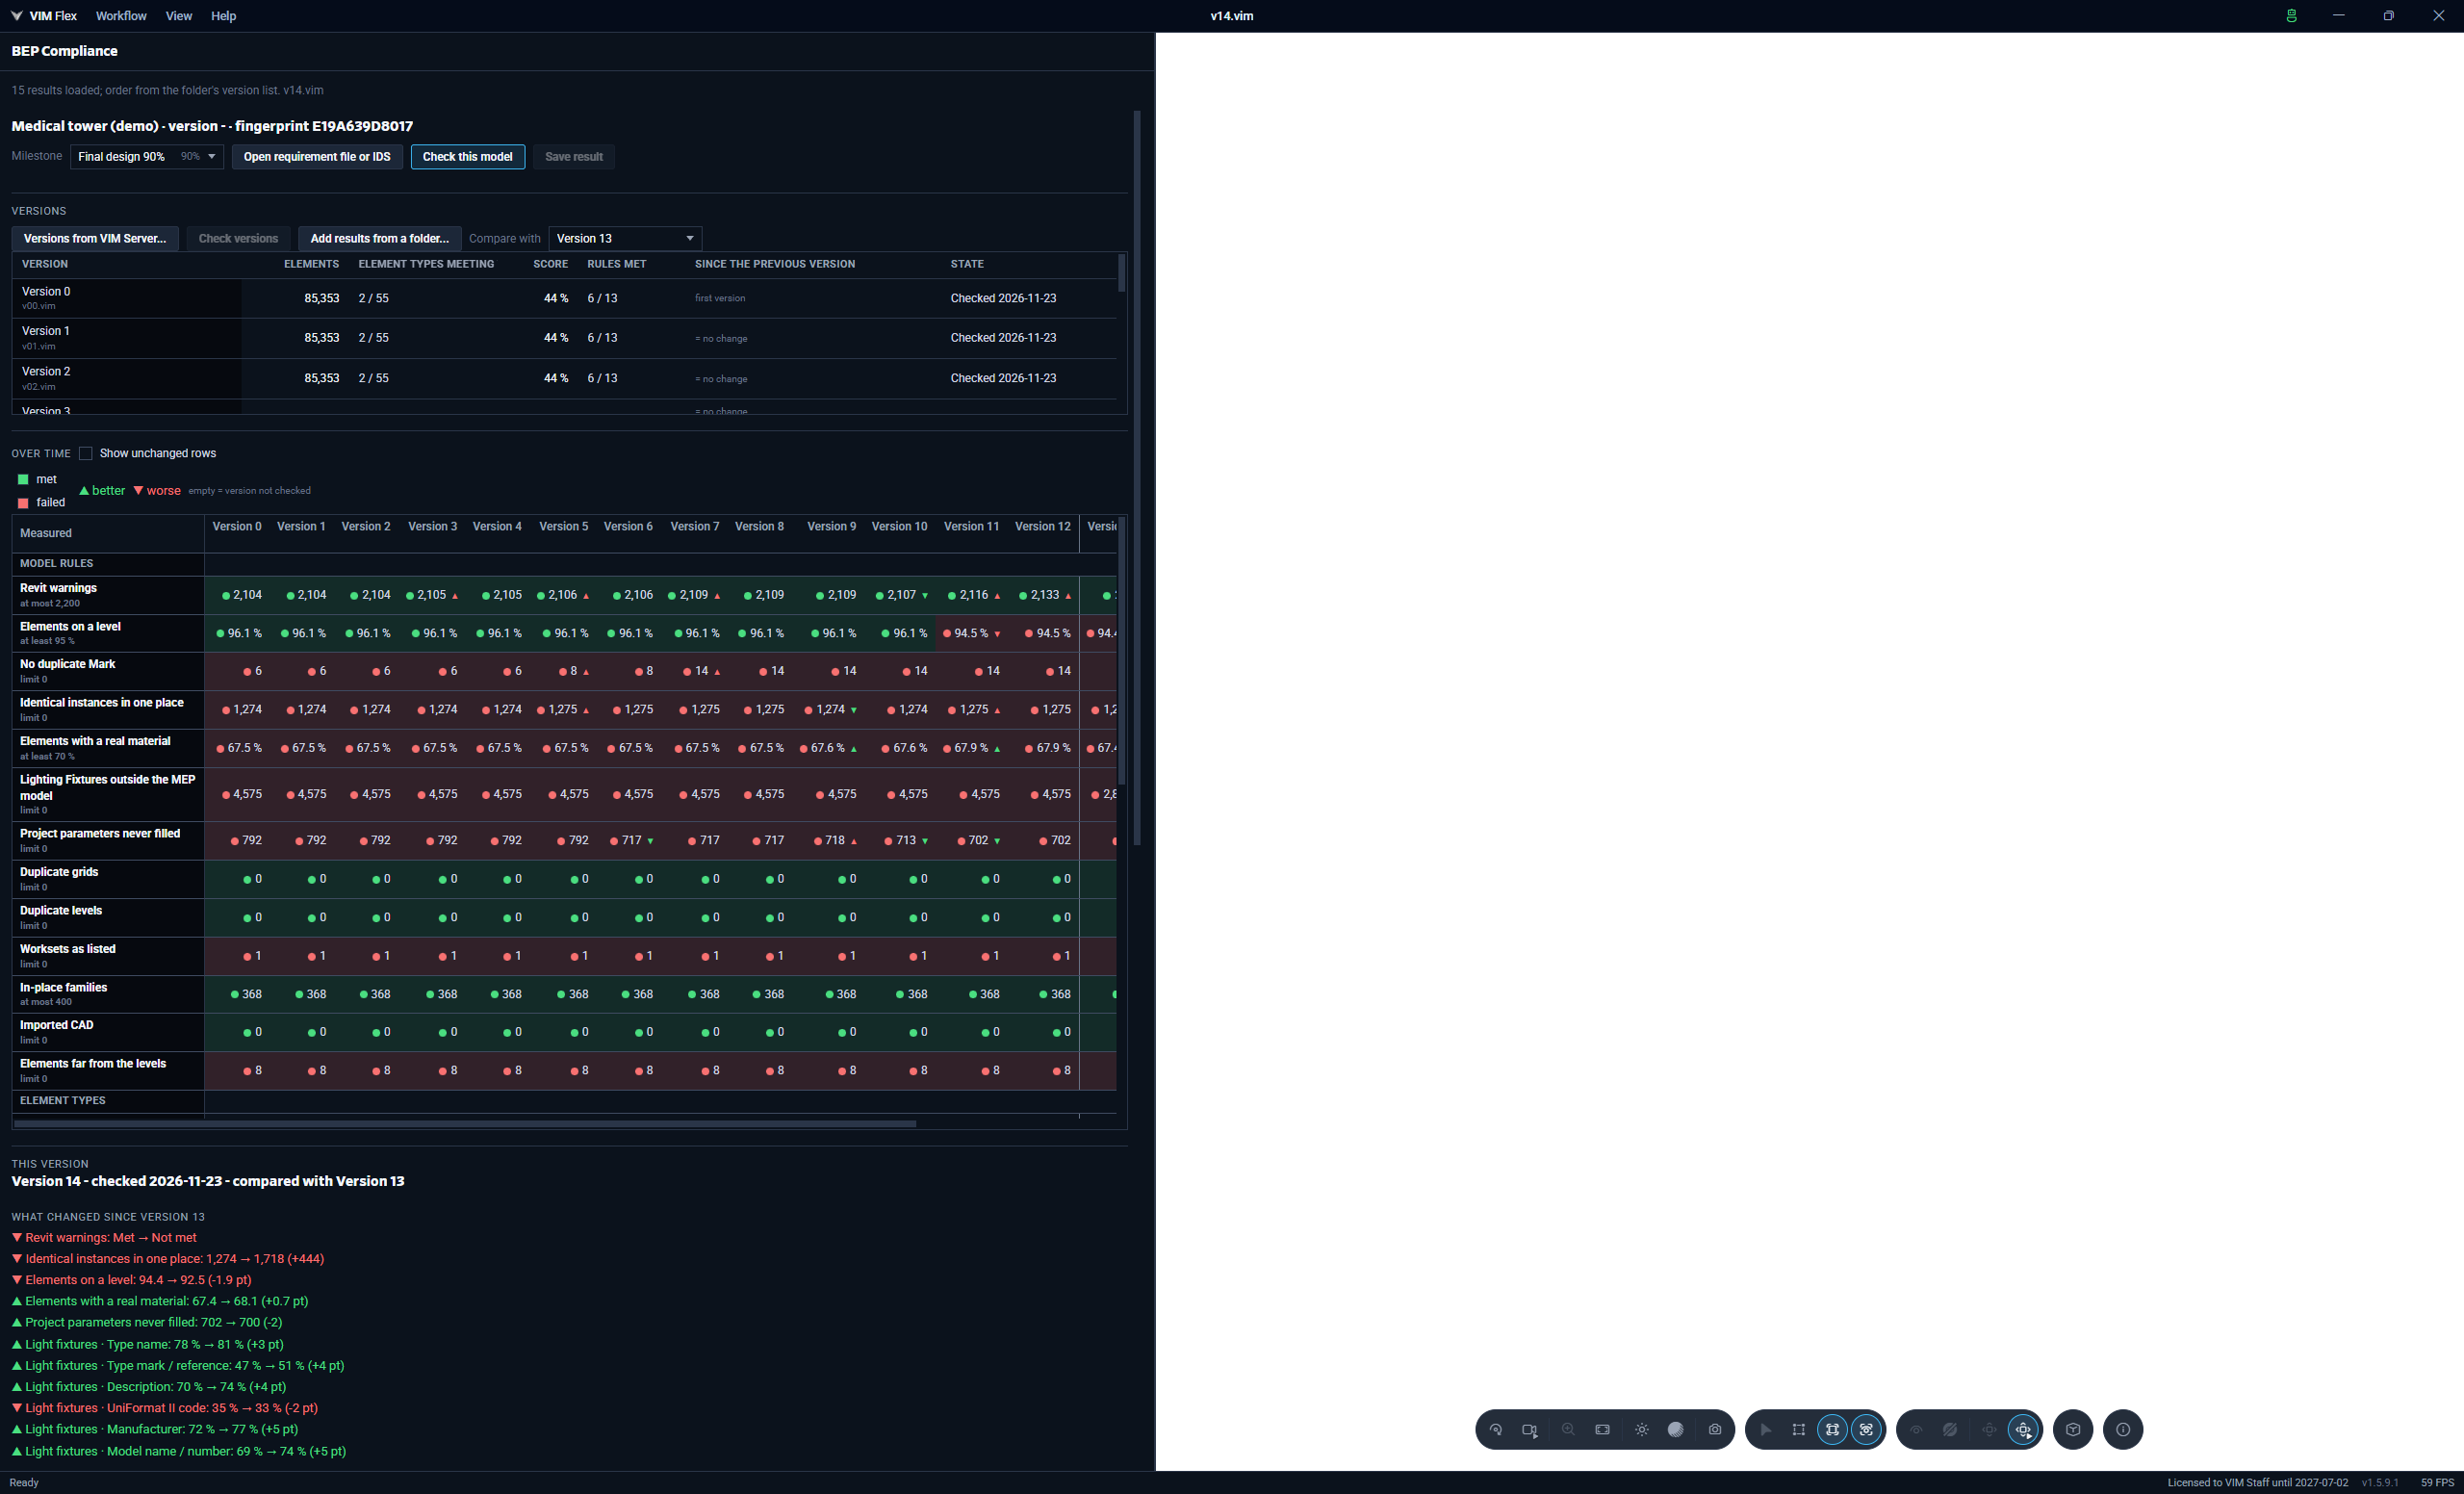 VIM Flex Workflow View Help v14.vim
BEP Compliance
15 results loaded; order from the folder's version list. v14.vim
Medical tower (demo) - version - - fingerprint E19A639D8017
Milestone Final design 90% 90% Open requirement file or IDS Check this model Save result
VERSIONS
Versions from VIM Server... Check versions Add results from a folder... Compare with Version 13
VERSION ELEMENTS ELEMENT TYPES MEETING SCORE RULES MET SINCE THE PREVIOUS VERSION STATE
Version 0 85,353 2 / 55 44 % 6 / 13 first version Checked 2026-11-23
v00.vim
Version 1 85,353 2 / 55 44 % 6 / 13 = no change Checked 2026-11-23
v01.vim
Version 2 85,353 2 / 55 44 % 6 / 13 = no change Checked 2026-11-23
v02.vim
Version 3 = no change
OVER TIME Show unchanged rows
met
▲ better ▼ worse empty = version not checked
failed
Measured Version 0 Version 1 Version 2 Version 3 Version 4 Version 5 Version 6 Version 7 Version 8 Version 9 Version 10 Version 11 Version 12 Versi
MODEL RULES
Revit warnings 2,104 2,104 2,104 2,105 ▲ 2,105 2,106 ▲ 2,106 2,109 ▲ 2,109 2,109 2,107 ▼ 2,116 ▲ 2,133 ▲
at most 2,200
Elements on a level 96.1 % 96.1 % 96.1 % 96.1 % 96.1 % 96.1 % 96.1 % 96.1 % 96.1 % 96.1 % 96.1 % 94.5 % ▼ 94.5 % 94.4
at least 95 %
No duplicate Mark 6 6 6 6 6 8 ▲ 8 14 ▲ 14 14 14 14 14
limit 0
Identical instances in one place 1,274 1,274 1,274 1,274 1,274 1,275 ▲ 1,275 1,275 1,275 1,274 ▼ 1,274 1,275 ▲ 1,275 1,2
limit 0
Elements with a real material 67.5 % 67.5 % 67.5 % 67.5 % 67.5 % 67.5 % 67.5 % 67.5 % 67.5 % 67.6 % ▲ 67.6 % 67.9 % ▲ 67.9 % 67.4
at least 70 %
Lighting Fixtures outside the MEP
model 4,575 4,575 4,575 4,575 4,575 4,575 4,575 4,575 4,575 4,575 4,575 4,575 4,575 2,8
limit 0
Project parameters never filled 792 792 792 792 792 792 717 ▼ 717 717 718 ▲ 713 ▼ 702 ▼ 702
limit 0
Duplicate grids 0 0 0 0 0 0 0 0 0 0 0 0 0
limit 0
Duplicate levels 0 0 0 0 0 0 0 0 0 0 0 0 0
limit 0
Worksets as listed 1 1 1 1 1 1 1 1 1 1 1 1 1
limit 0
In-place families 368 368 368 368 368 368 368 368 368 368 368 368 368
at most 400
Imported CAD 0 0 0 0 0 0 0 0 0 0 0 0 0
limit 0
Elements far from the levels 8 8 8 8 8 8 8 8 8 8 8 8 8
limit 0
ELEMENT TYPES
THIS VERSION
Version 14 - checked 2026-11-23 - compared with Version 13
WHAT CHANGED SINCE VERSION 13
▼ Revit warnings: Met → Not met
▼ Identical instances in one place: 1,274 → 1,718 (+444)
▼ Elements on a level: 94.4 → 92.5 (-1.9 pt)
▲ Elements with a real material: 67.4 → 68.1 (+0.7 pt)
▲ Project parameters never filled: 702 → 700 (-2)
▲ Light fixtures · Type name: 78 % → 81 % (+3 pt)
▲ Light fixtures · Type mark / reference: 47 % → 51 % (+4 pt)
▲ Light fixtures · Description: 70 % → 74 % (+4 pt)
▼ Light fixtures · UniFormat II code: 35 % → 33 % (-2 pt)
▲ Light fixtures · Manufacturer: 72 % → 77 % (+5 pt)
▲ Light fixtures · Model name / number: 69 % → 74 % (+5 pt)
Ready Licensed to VIM Staff until 2027-07-02 v1.5.9.1 59 FPS